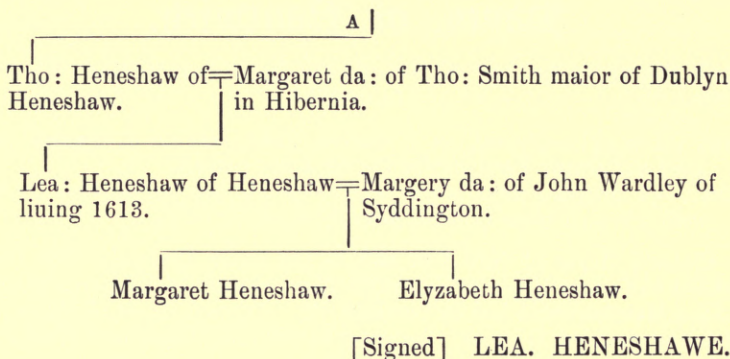 A
Tho: Heneshaw of=Margaret da: of Tho: Smith maior of Dublyn
Heneshaw. in Hibernia.
Lea: Heneshaw of Heneshaw=Margery da: of John Wardley of
liuing 1613. Syddington.
Margaret Heneshaw. Elyzabeth Heneshaw.
[Signed] LEA. HENESHAWE.